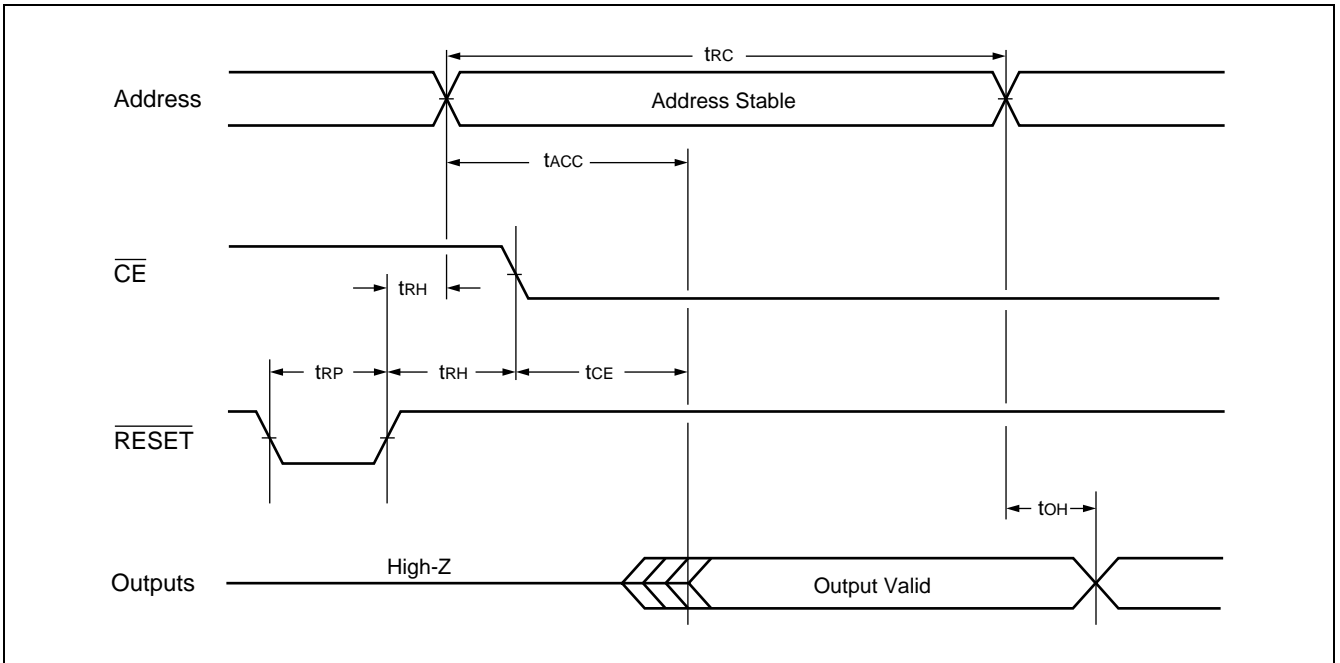 tRC
Address
Address Stable
tACC
CE
tRH
tRP
tRH
tCE
RESET
tOH
High-Z
Outputs
Output Valid